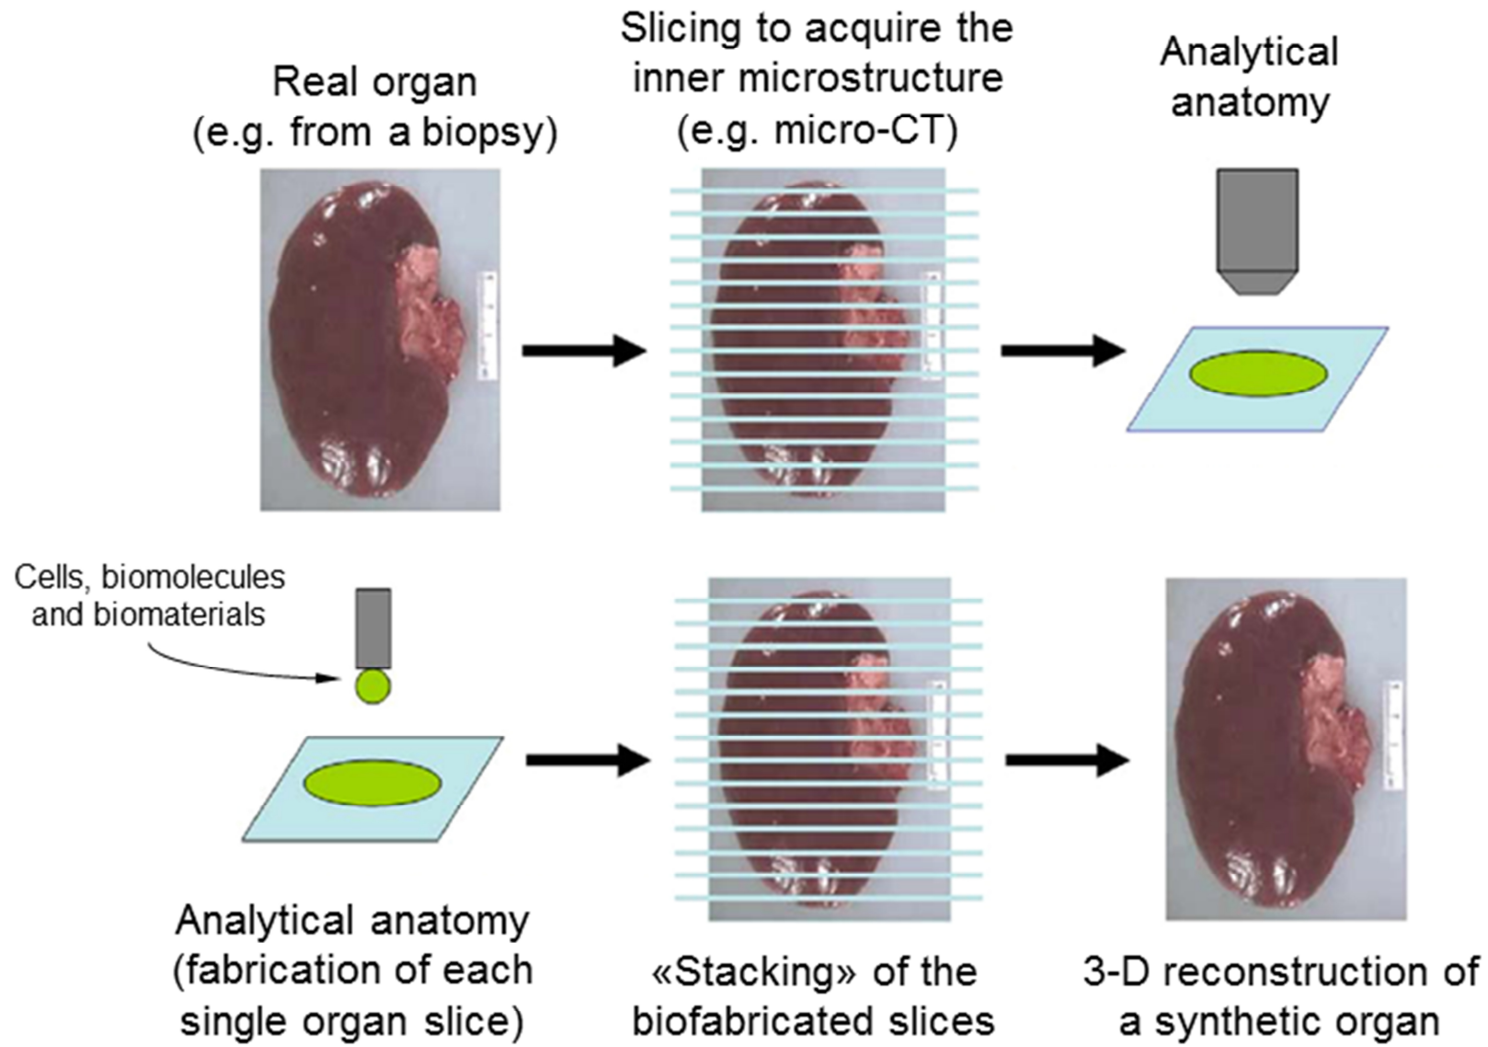 Real organ
(e.g. from a biopsy)
Slicing to acquire the
inner microstructure
(e.g. micro-CT)
Analytical
anatomy
Cells, biomolecules
and biomaterials
Analytical anatomy
(fabrication of each
single organ slice)
«Stacking» of the
biofabricated slices
3-D reconstruction of
a synthetic organ